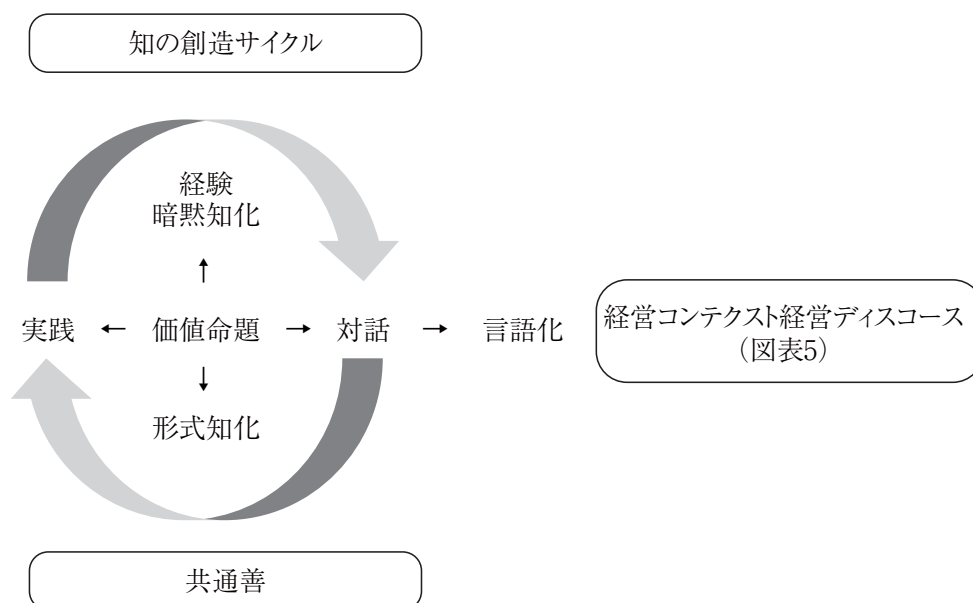 知の創造サイクル
経験
暗黙知化
↑
実践 ← 価値命題 → 対話 → 言語化
経営コンテクスト経営ディスコース
（図表5）
↓
形式知化
共通善